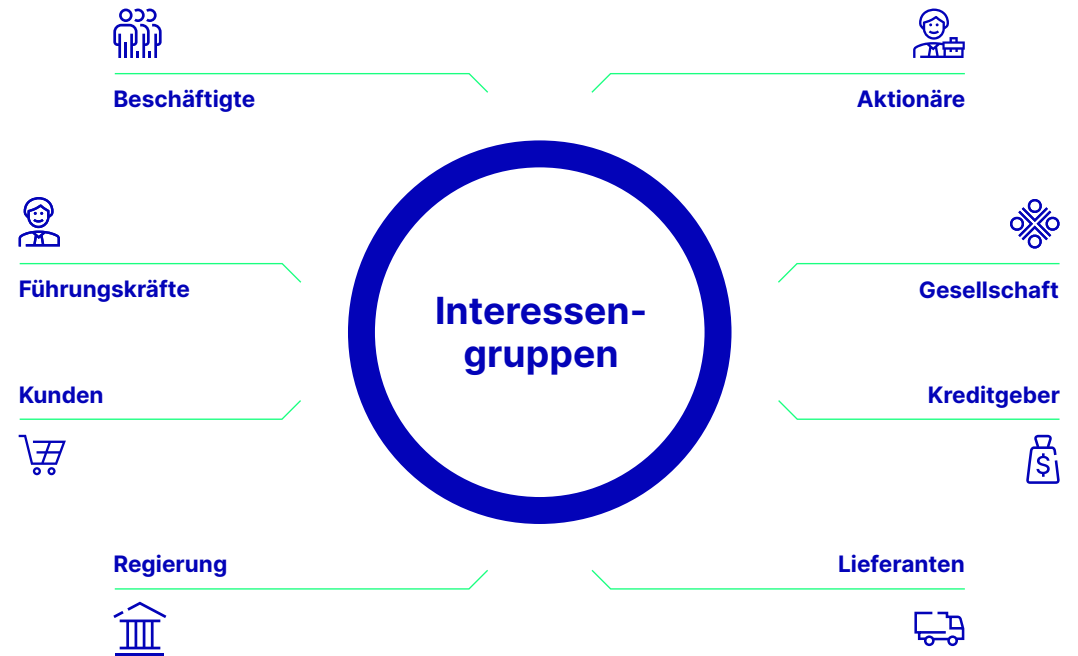 Beschäftigte
Aktionäre
Führungskräfte
Gesellschaft
Interessen-
gruppen
Kunden
Kreditgeber
Regierung
Lieferanten
$